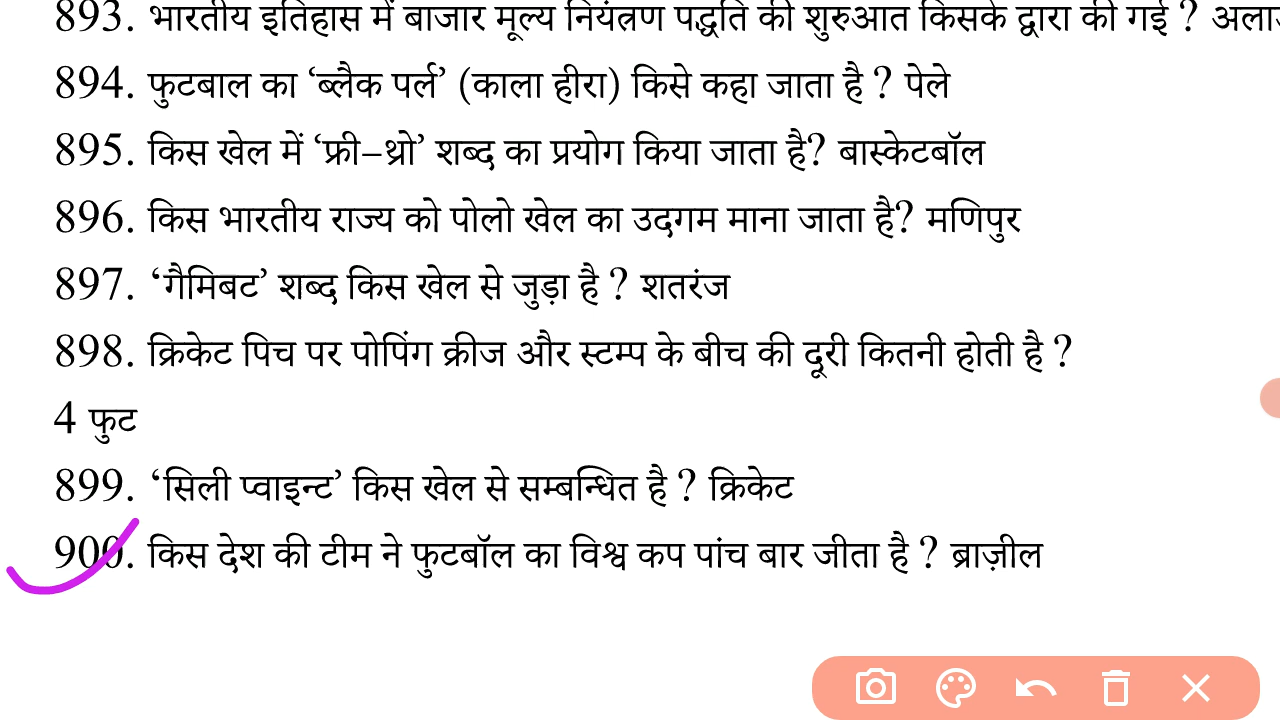 893. भारतीय इतिहास में बाजार मूल्य नियंत्रण पद्धति की शुरुआत किसके द्वारा की गई ?
894. फुटबाल का ‘ब्लैक पर्ल’ (काला हीरा) किसे कहा जाता है ? पेले
895. किस खेल में ‘फ्री–थ्रो’ शब्द का प्रयोग किया जाता है? बास्केटबॉल
896. किस भारतीय राज्य को पोलो खेल का उदगम माना जाता है? मणिपुर
897. ‘गैमिबट’ शब्द किस खेल से जुड़ा है ? शतरंज
898. क्रिकेट पिच पर पोपिंग क्रीज और स्टम्प के बीच की दूरी कितनी होती है ?
4 फुट
899. ‘सिली प्वाइन्ट’ किस खेल से सम्बन्धित है ? क्रिकेट
900. किस देश की टीम ने फुटबॉल का विश्व कप पांच बार जीता है ? ब्राज़ील